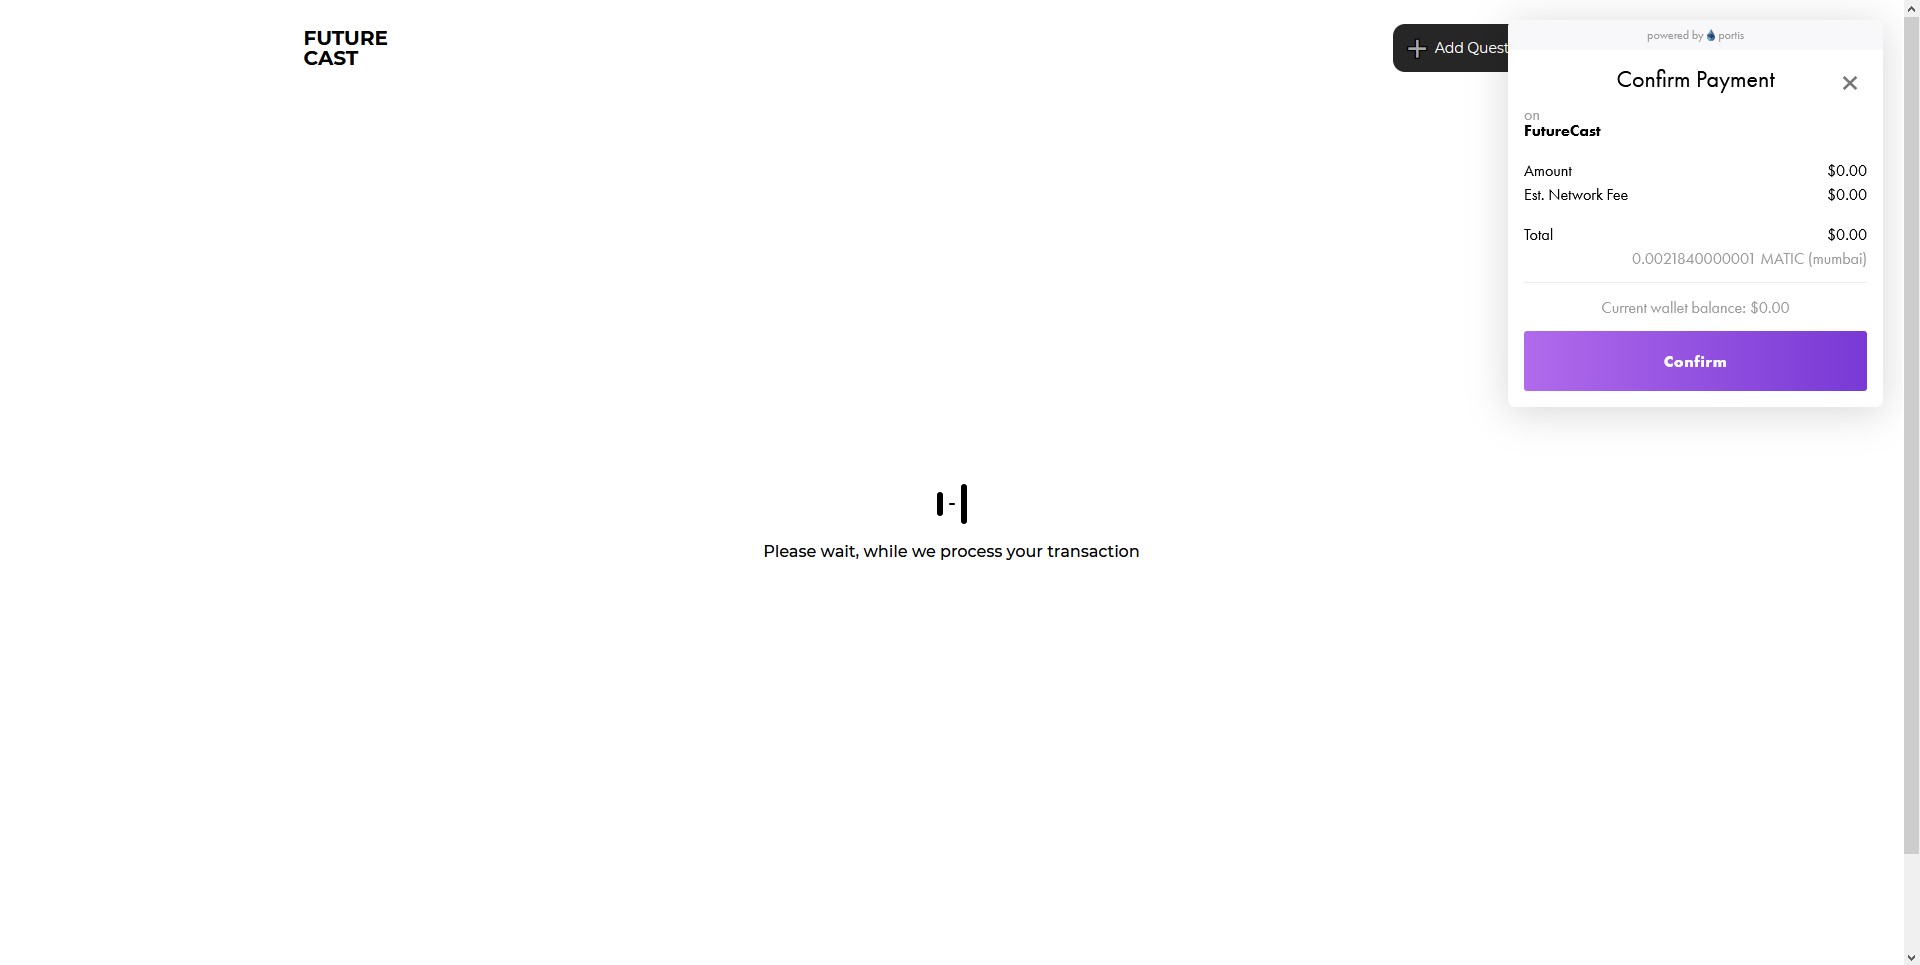 FUTURE
CAST
Add Quest
powered by portis
Confirm Payment
on
FutureCast
Amount $0.00
Est. Network Fee $0.00
Total $0.00
0.0021840000001 MATIC (mumbai)
Current wallet balance: $0.00
Confirm
Please wait, while we process your transaction